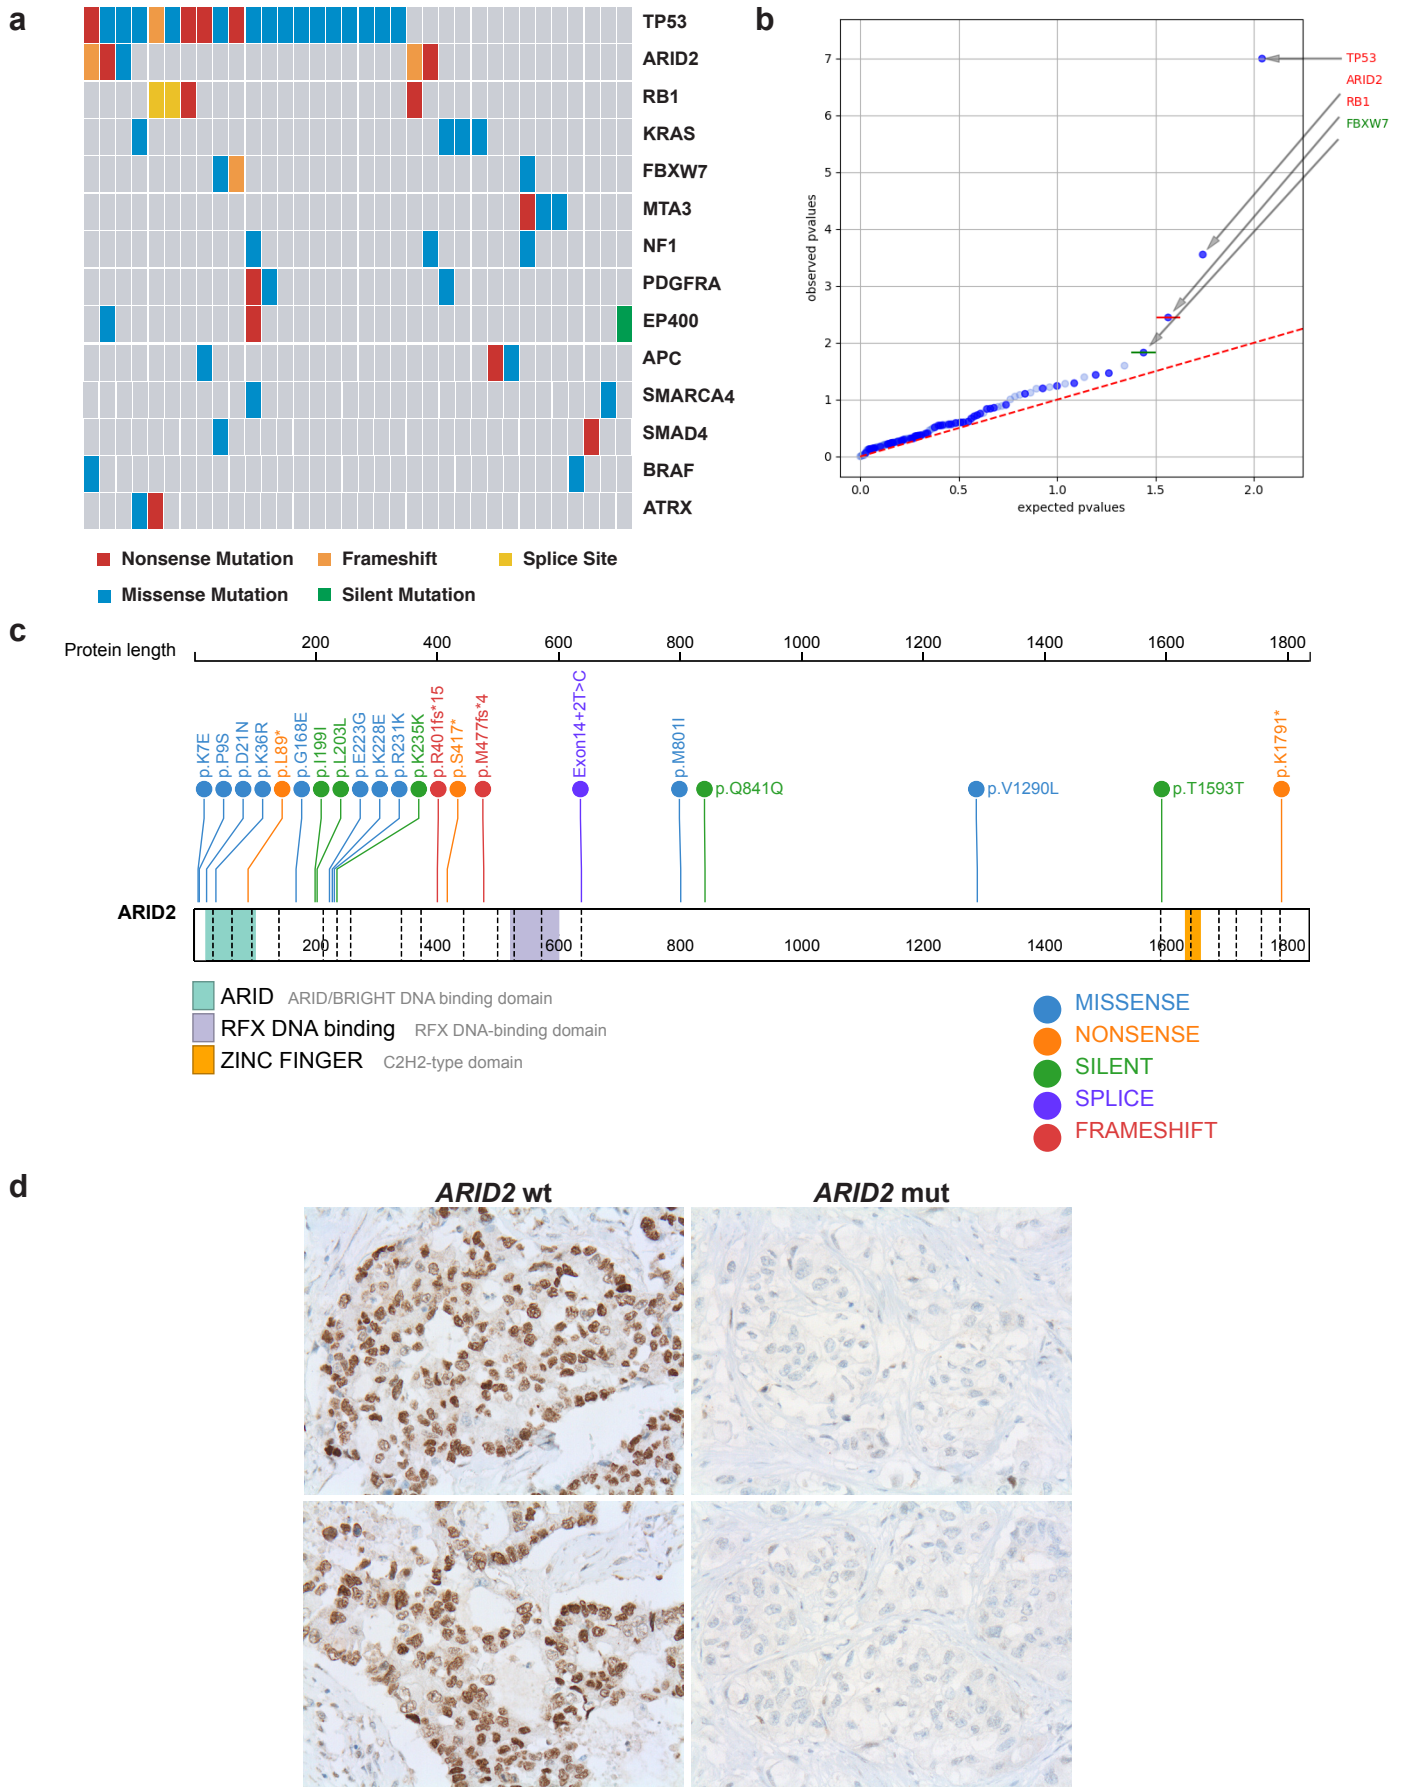 a
TP53
ARID2
RB1
KRAS
FBXW7
MTA3
NF1
PDGFRA
EP400
APC
SMARCA4
SMAD4
BRAF
ATRX
Nonsense Mutation Frameshift Splice Site
Missense Mutation Silent Mutation
b
7
6
5
4
3
2
1
0
observed pvalues
0.0 0.5 1.0 1.5 2.0
expected pvalues
TP53
ARID2
RB1
FBXW7
c
Protein length 200 400 600 800 1000 1200 1400 1600 1800
p.K7E
p.P9S
p.D21N
p.K36R
p.L89*
p.G168E
p.I199I
p.L203L
p.E223G
p.K228E
p.R231K
p.K235K
p.R401fs*15
p.S417*
p.M477fs*4
Exon14+2T>C
p.M801I
p.Q841Q
p.V1290L
p.T1593T
p.K1791*
ARID2
200 400 600 800 1000 1200 1400 1600 1800
ARID ARID/BRIGHT DNA binding domain
RFX DNA binding RFX DNA-binding domain
ZINC FINGER C2H2-type domain
MISSENSE
NONSENSE
SILENT
SPLICE
FRAMESHIFT
d
ARID2 wt ARID2 mut